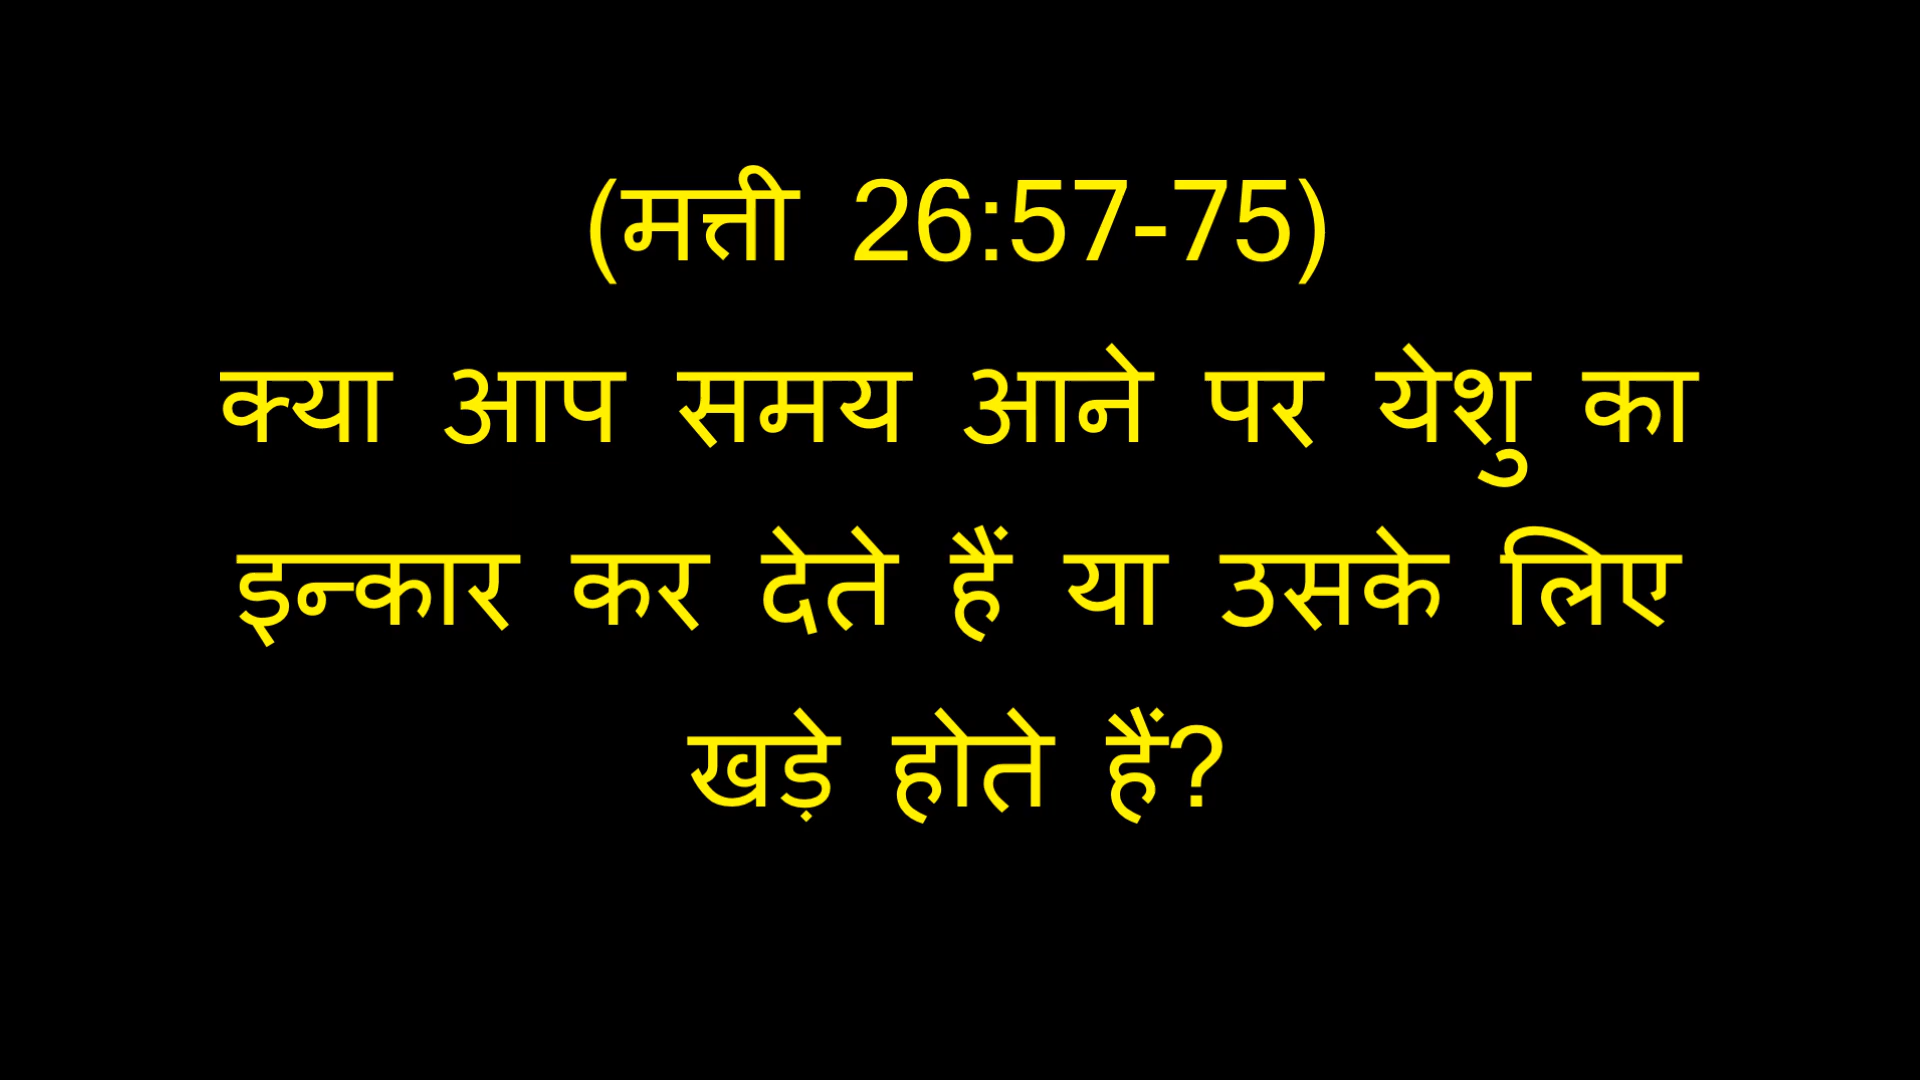 (मत्ती 26:57-75)
क्या आप समय आने पर येशु का
इन्कार कर देते हैं या उसके लिए
खड़े होते हैं?